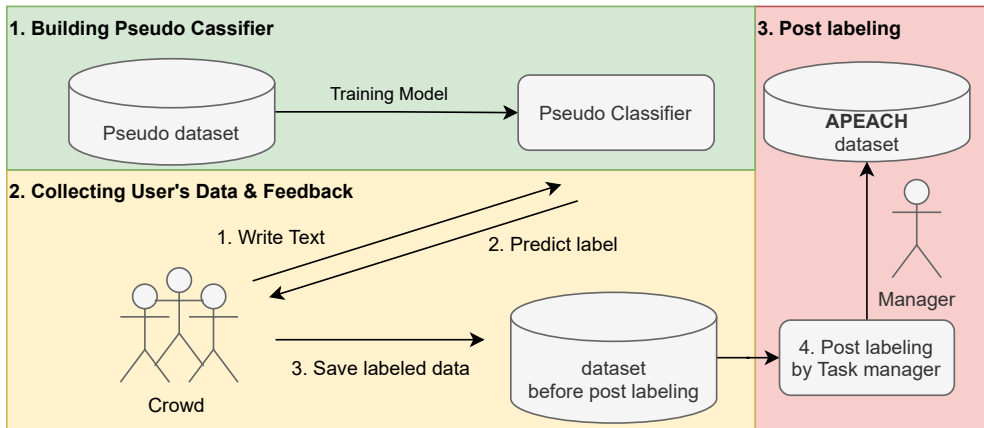 1. Building Pseudo Cassifier
Pseudo dataset
Training Model
Pseudo Classifier
2. Collecting User's Data & Feedback
1. Write Text
2. Predict label
Crowd
3. Save labeled data
dataset
before post labeling
3. Post labeling
APEACH
dataset
Manager
4. Post labeling
by Task manager